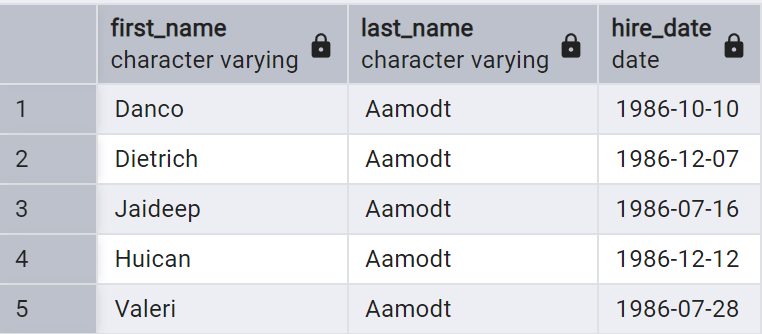 first_name last_name hire_date
character varying character varying date
1 Danco Aamodt 1986-10-10
2 Dietrich Aamodt 1986-12-07
3 Jaideep Aamodt 1986-07-16
4 Huican Aamodt 1986-12-12
5 Valeri Aamodt 1986-07-28